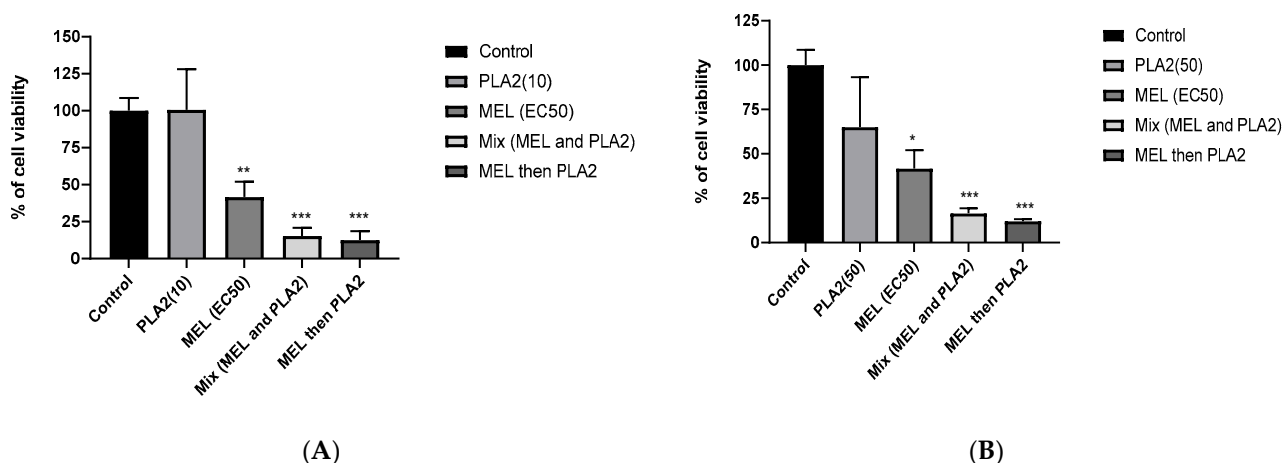 150
125
100
75
50
25
0
% of cell viability
**
***
***
Control
PLA2(10)
MEL (EC50)
Mix (MEL and PLA2)
MEL then PLA2
Control
PLA2(10)
MEL (EC50)
Mix (MEL and PLA2)
MEL then PLA2
(A)
125
100
75
50
25
0
% of cell viability
*
***
***
Control
PLA2(50)
MEL (EC50)
Mix (MEL and PLA2)
MEL then PLA2
Control
PLA2(50)
MEL (EC50)
Mix (MEL and PLA2)
MEL then PLA2
(B)